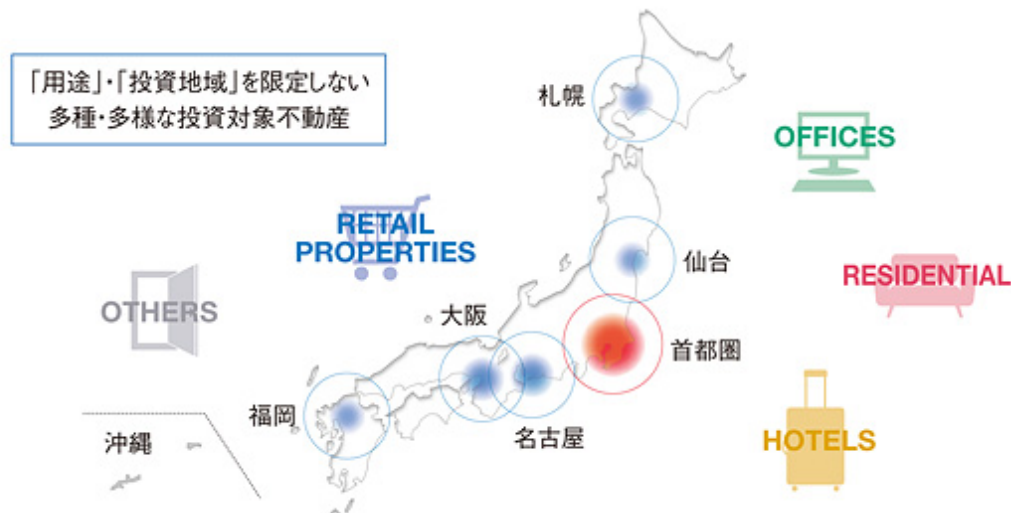 「用途」・「投資地域」を限定しない
多種・多様な投資対象不動産
札幌
OFFICES
RETAIL
PROPERTIES
仙台
RESIDENTIAL
OTHERS
大阪
首都圏
福岡
名古屋
HOTELS
沖縄